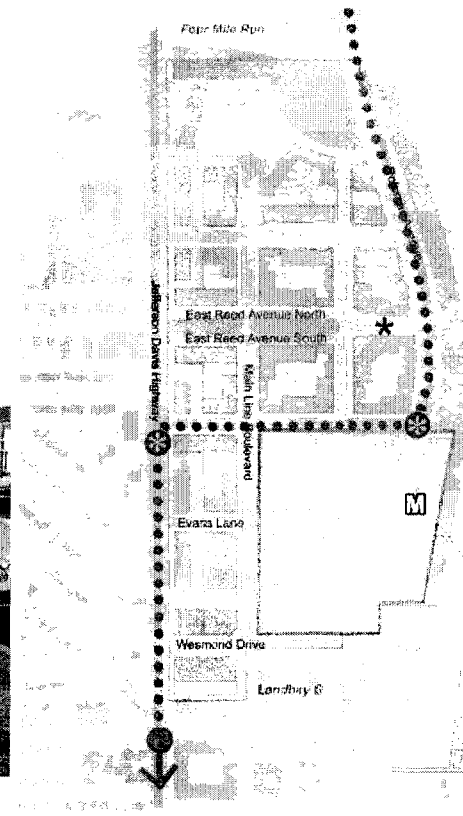 Four Mile Run
Jefferson Davis Highway
East Reed Avenue North
East Reed Avenue South
Main Line Boulevard
M
Evans Lane
Wesmond Drive
Landbay G